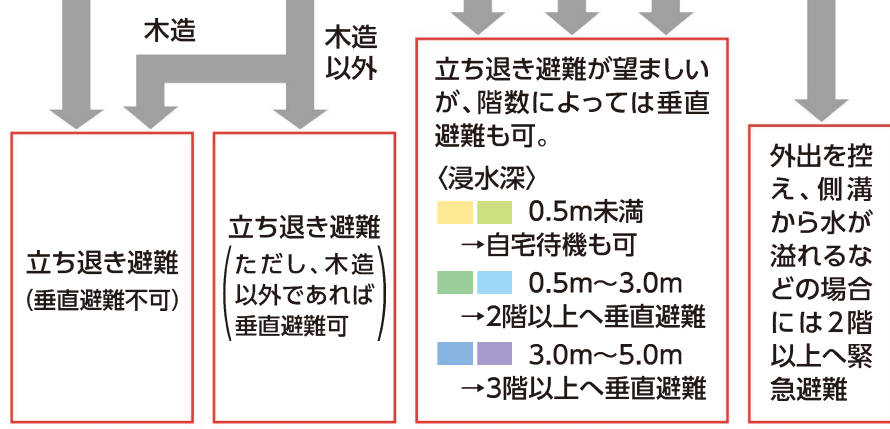 木造
木造
以外
立ち退き避難
（垂直避難不可）
立ち退き避難
（ただし、木造
以外であれば
垂直避難可）
立ち退き避難が望ましい
が、階数によっては垂直
避難も可。
〈浸水深〉
0.5m未満
→自宅待機も可
0.5m～3.0m
→2階以上へ垂直避難
3.0m～5.0m
→3階以上へ垂直避難
外出を控
え、側溝
から水が
溢れるな
どの場合
には2階
以上へ緊
急避難